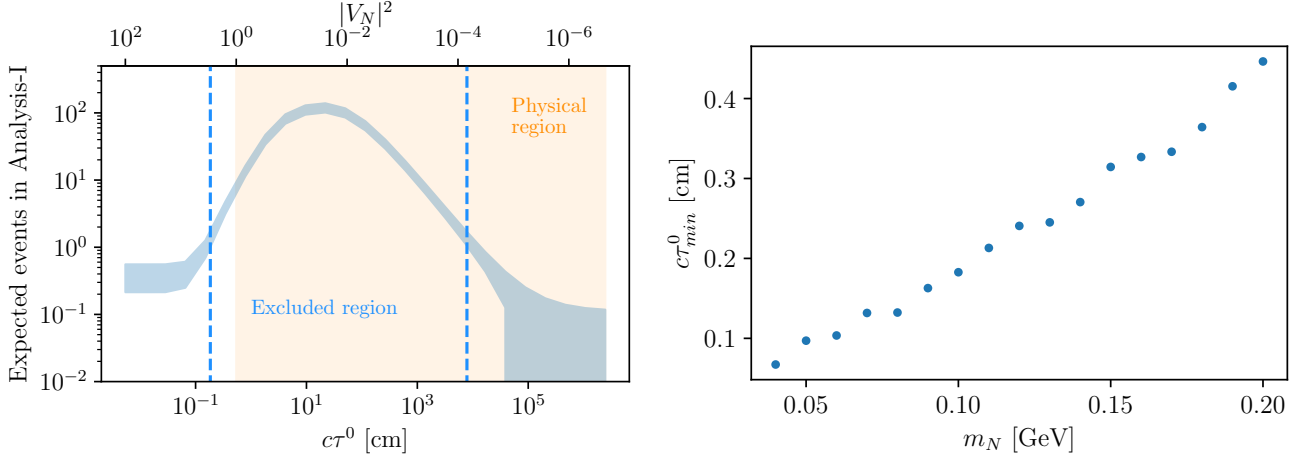 |V_N|^2
10^2 10^0 10^{-2} 10^{-4} 10^{-6}
Expected events in Analysis-I
10^2
10^1
10^0
10^{-1}
10^{-2}
Physical
region
Excluded region
10^{-1} 10^1 10^3 10^5
cτ^0 [cm]
cτ^0_{min} [cm]
0.4
0.3
0.2
0.1
0.05 0.10 0.15 0.20
m_N [GeV]